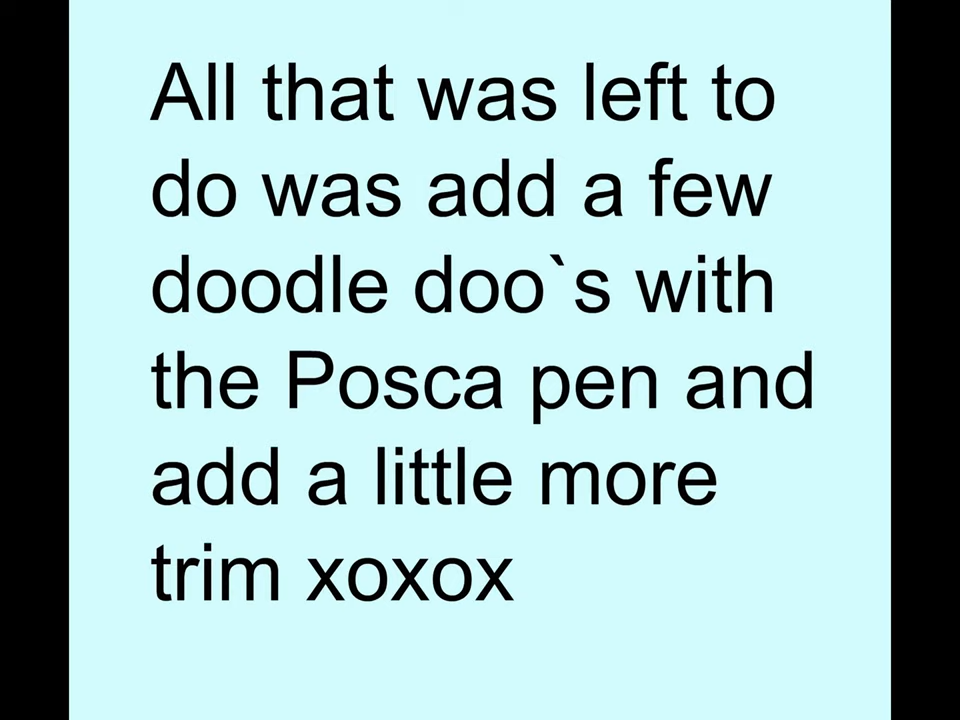 All that was left to
do was add a few
doodle doo`s with
the Posca pen and
add a little more
trim xoxox